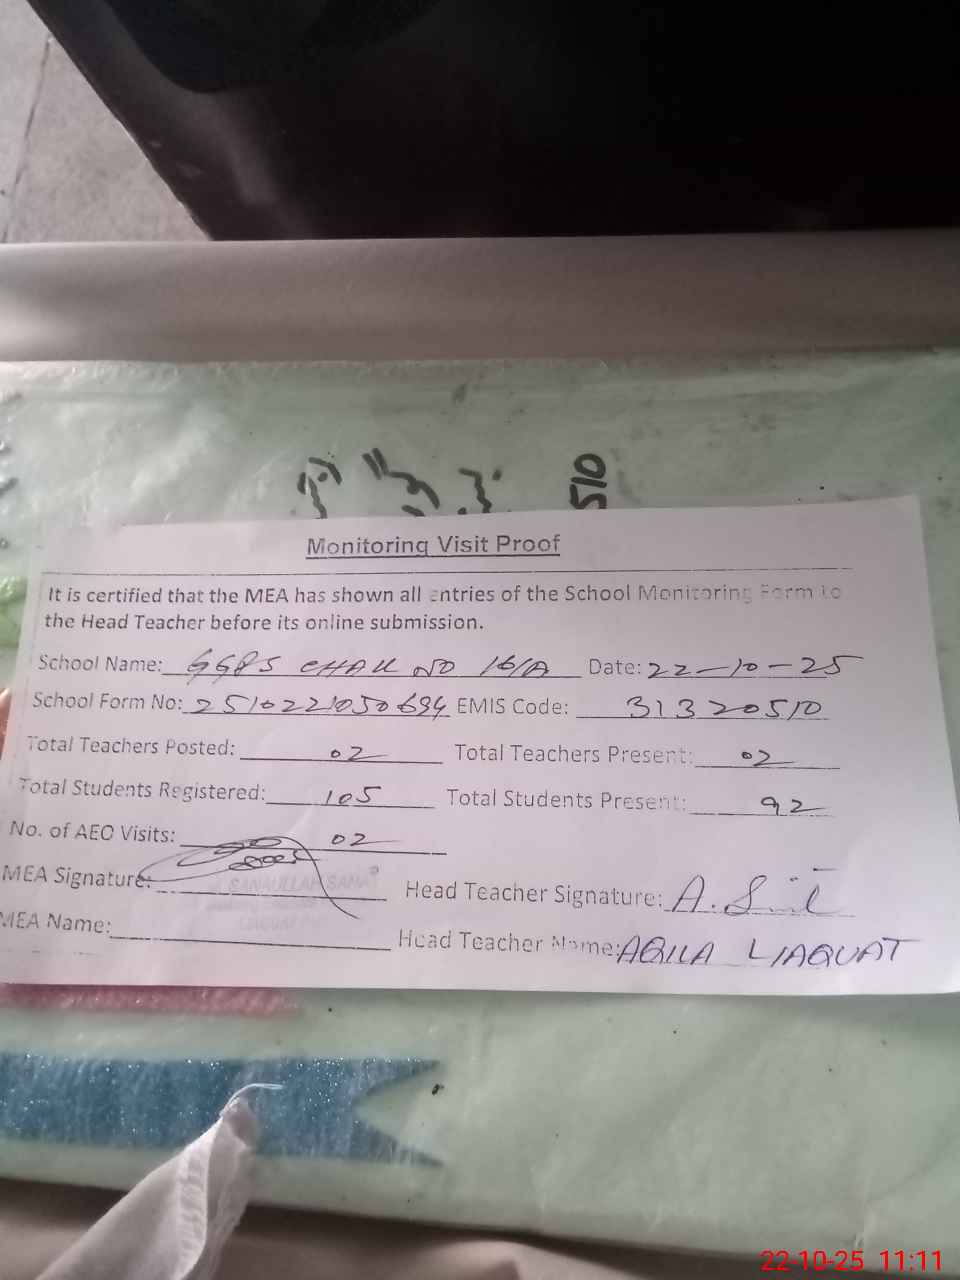 510
Monitoring Visit Proof
It is certified that the MEA has shown all entries of the School Monitoring Form to
the Head Teacher before its online submission.
School Name: GGPS CHAK NO 16/A Date: 22-10-25
School Form No: 2510221050694 EMIS Code: 31320510
Total Teachers Posted: 02 Total Teachers Present: 02
Total Students Registered: 105 Total Students Present: 92
No. of AEO Visits: 02
MEA Signature: SANAULLAH Head Teacher Signature:
MEA Name: Head Teacher Name: AQILA LIAQUAT
22-10-25 11:11